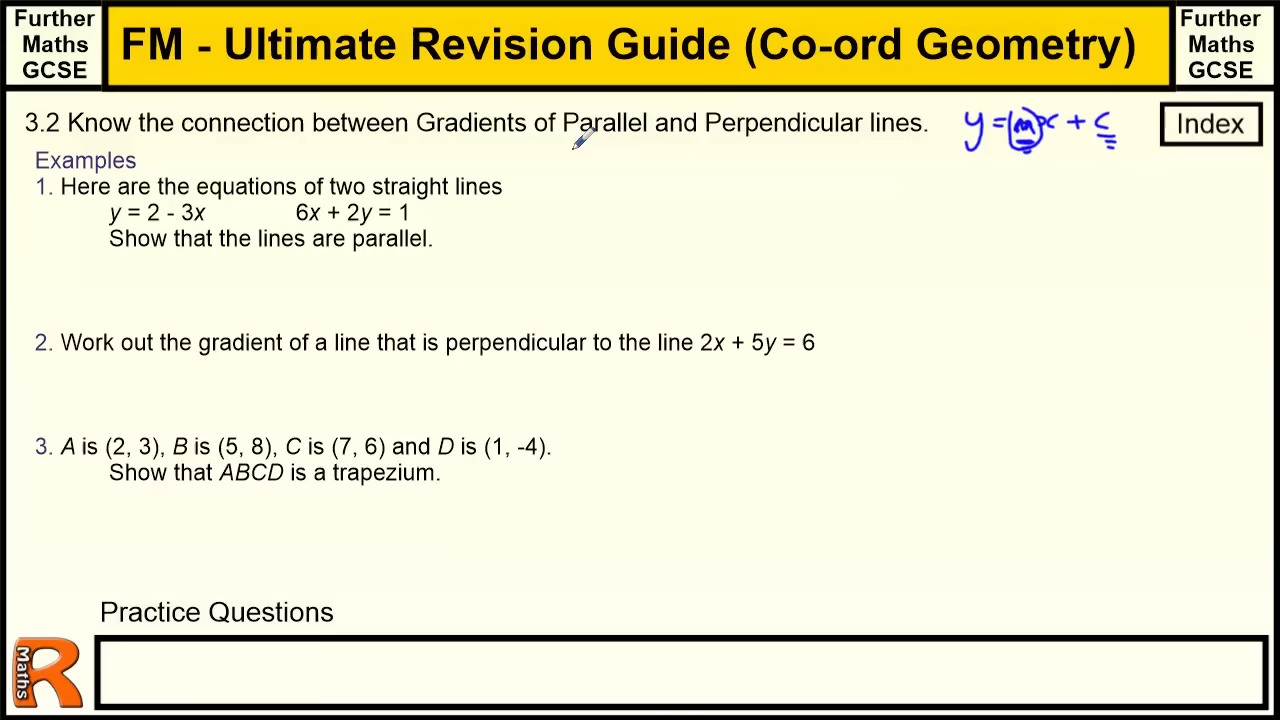 Further
Maths
GCSE
FM - Ultimate Revision Guide (Co-ord Geometry)
Further
Maths
GCSE
3.2 Know the connection between Gradients of Parallel and Perpendicular lines.
y = mx + c
Index
Examples
1. Here are the equations of two straight lines
y = 2 - 3x 6x + 2y = 1
Show that the lines are parallel.
2. Work out the gradient of a line that is perpendicular to the line 2x + 5y = 6
3. A is (2, 3), B is (5, 8), C is (7, 6) and D is (1, -4).
Show that ABCD is a trapezium.
Practice Questions
R
Maths